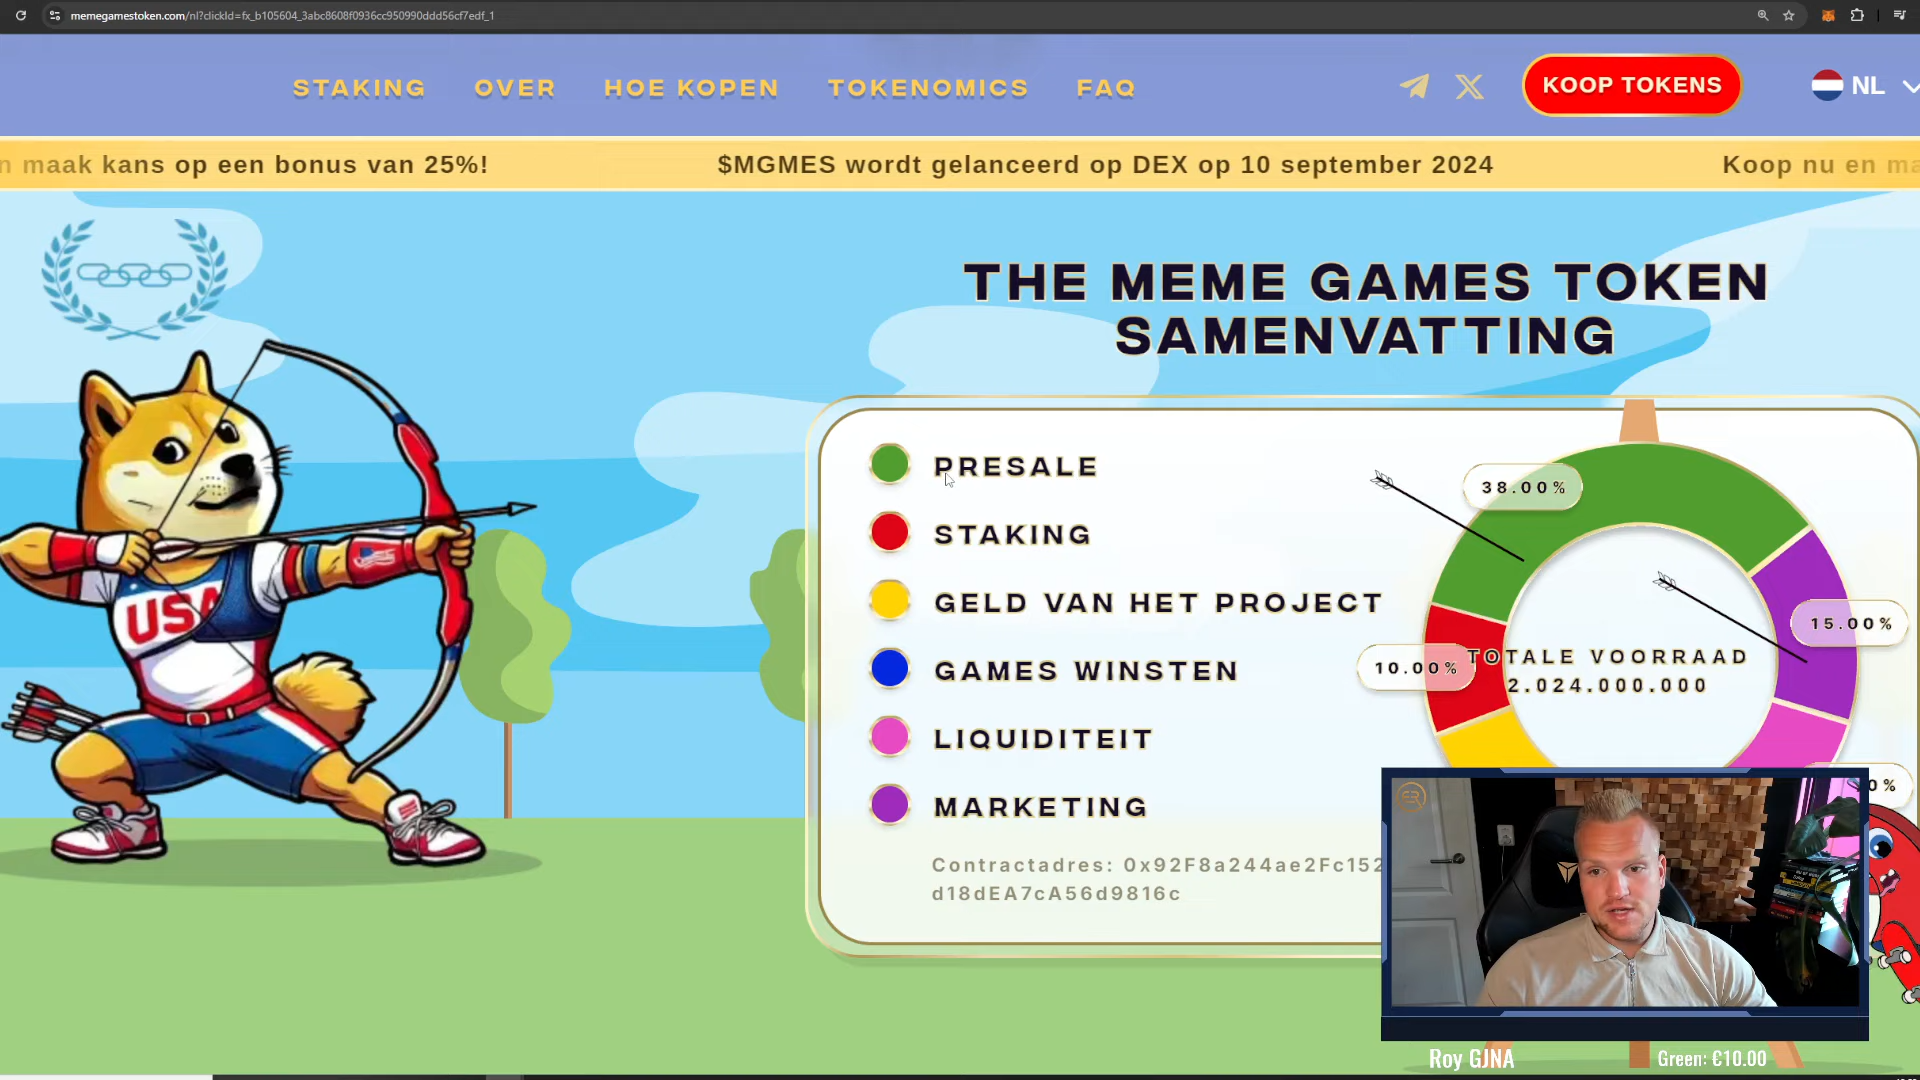 memegamestoken.com/nl?clickId=fx_b105604_3abc8608f0936cc950990ddd56cf7edf_1
STAKING
OVER
HOE KOPEN
TOKENOMICS
FAQ
KOOP TOKENS
NL
maak kans op een bonus van 25%!
$MGMES wordt gelanceerd op DEX op 10 september 2024
Koop nu en
THE MEME GAMES TOKEN
SAMENVATTING
USA
PRESALE
STAKING
GELD VAN HET PROJECT
GAMES WINSTEN
LIQUIDITEIT
MARKETING
38.00%
15.00%
10.00%
TOTALE VOORRAAD
2.024.000.000
0%
Contractadres: 0x92F8a244ae2Fc152
d18dEA7cA56d9816c
Roy GJNA
Green: €10.00